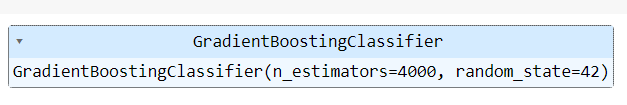 GradientBoostingClassifier
GradientBoostingClassifier(n_estimators=4000, random_state=42)